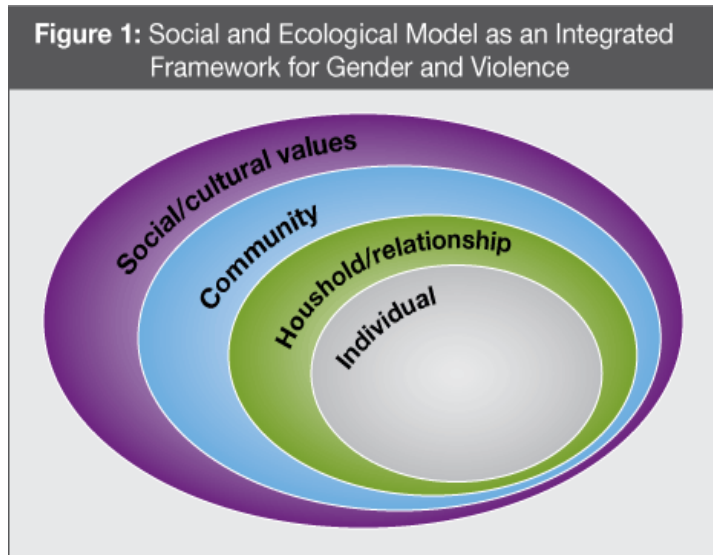 Figure 1: Social and Ecological Model as an Integrated
Framework for Gender and Violence
Social/cultural values
Community
Houshold/relationship
Individual